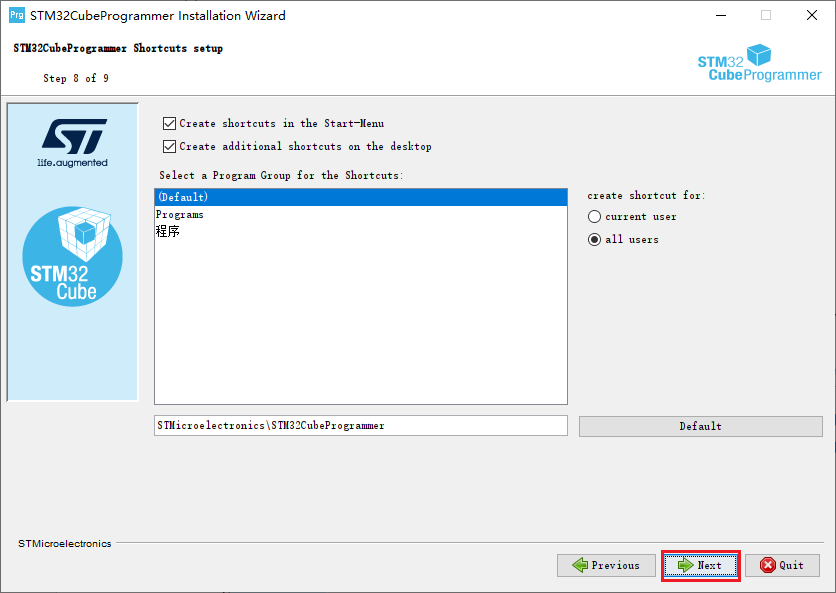 Prg STM32CubeProgrammer Installation Wizard
STM32CubeProgrammer Shortcuts setup
Step 8 of 9
STM32
CubeProgrammer
ST
life.augmented
STM32
Cube
Create shortcuts in the Start-Menu
Create additional shortcuts on the desktop
Select a Program Group for the Shortcuts:
(Default)
Programs
程序
create shortcut for:
current user
all users
STMicroelectronics\STM32CubeProgrammer
Default
STMicroelectronics
Previous
Next
Quit